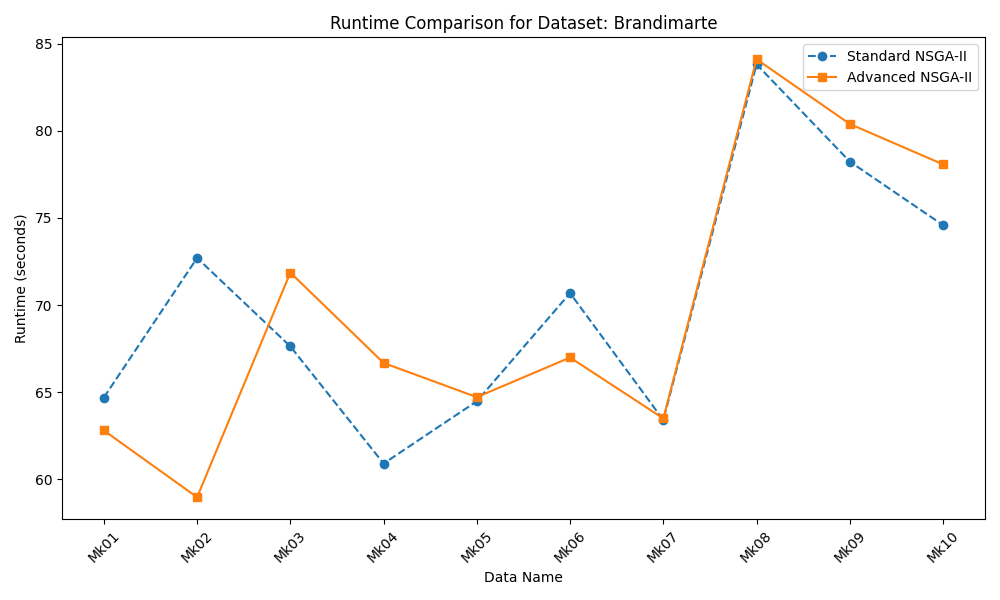 Runtime Comparison for Dataset: Brandimarte
85
80
75
70
65
60
Runtime (seconds)
Standard NSGA-II
Advanced NSGA-II
Mk01
Mk02
Mk03
Mk04
Mk05
Mk06
Mk07
Mk08
Mk09
Mk10
Data Name